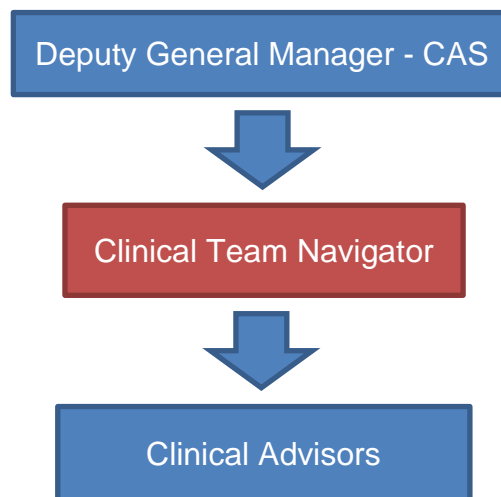 Deputy General Manager - CAS
Clinical Team Navigator
Clinical Advisors